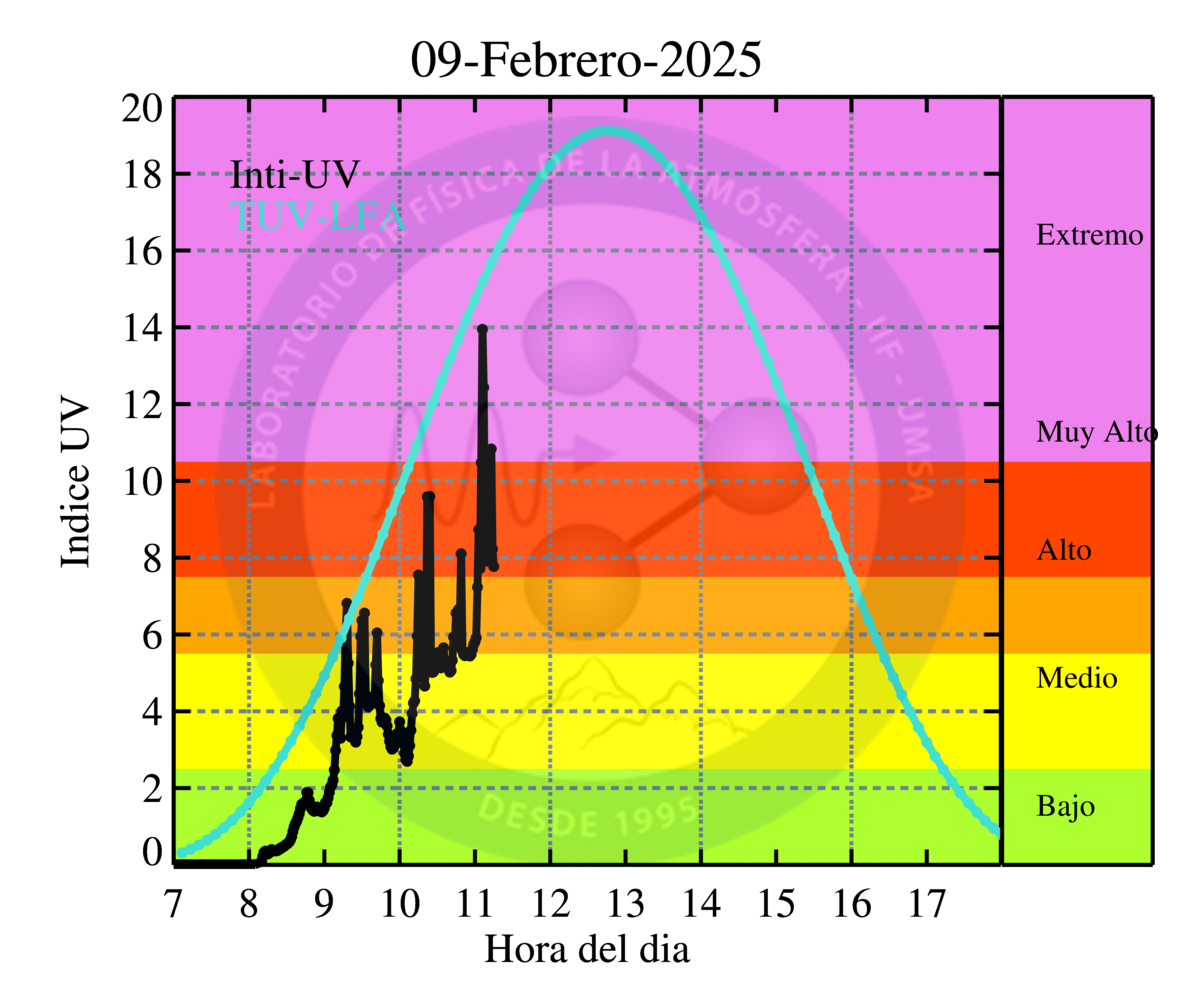 09-Febrero-2025
20
18
16
14
12
10
8
6
4
2
0
Indice UV
Inti-UV
TUV-LFA
LABORATORIO DE FÍSICA DE LA ATMÓSFERA - IIF - UMSA
DESDE 1995
Extremo
Muy Alto
Alto
Medio
Bajo
7 8 9 10 11 12 13 14 15 16 17
Hora del dia